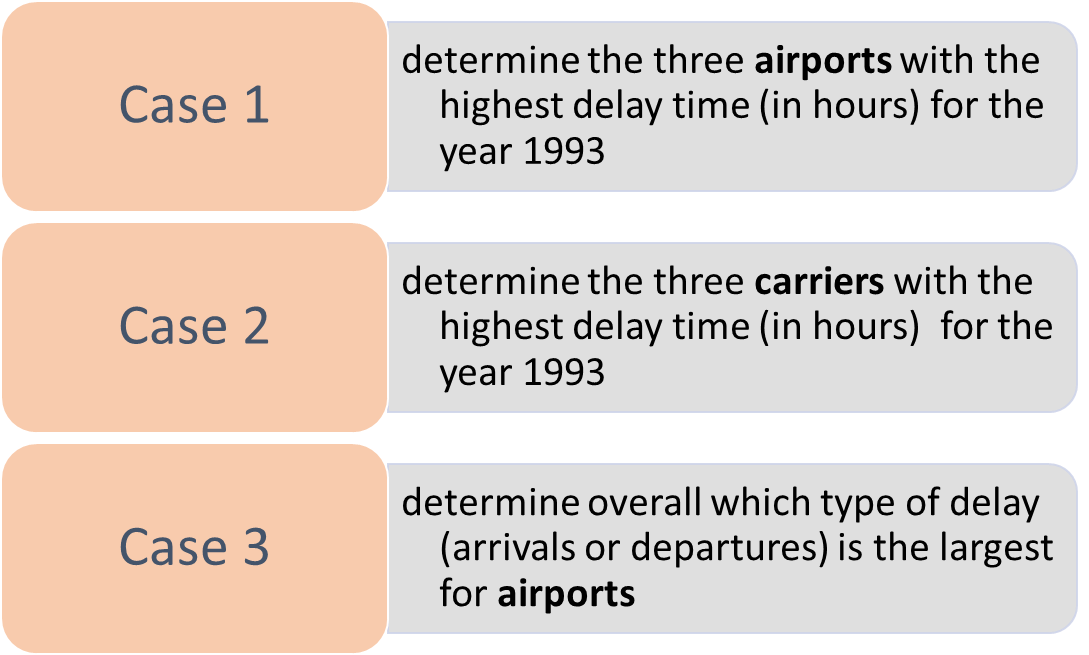 Case 1
determine the three airports with the
highest delay time (in hours) for the
year 1993
Case 2
determine the three carriers with the
highest delay time (in hours)  for the
year 1993
Case 3
determine overall which type of delay
(arrivals or departures) is the largest
for airports